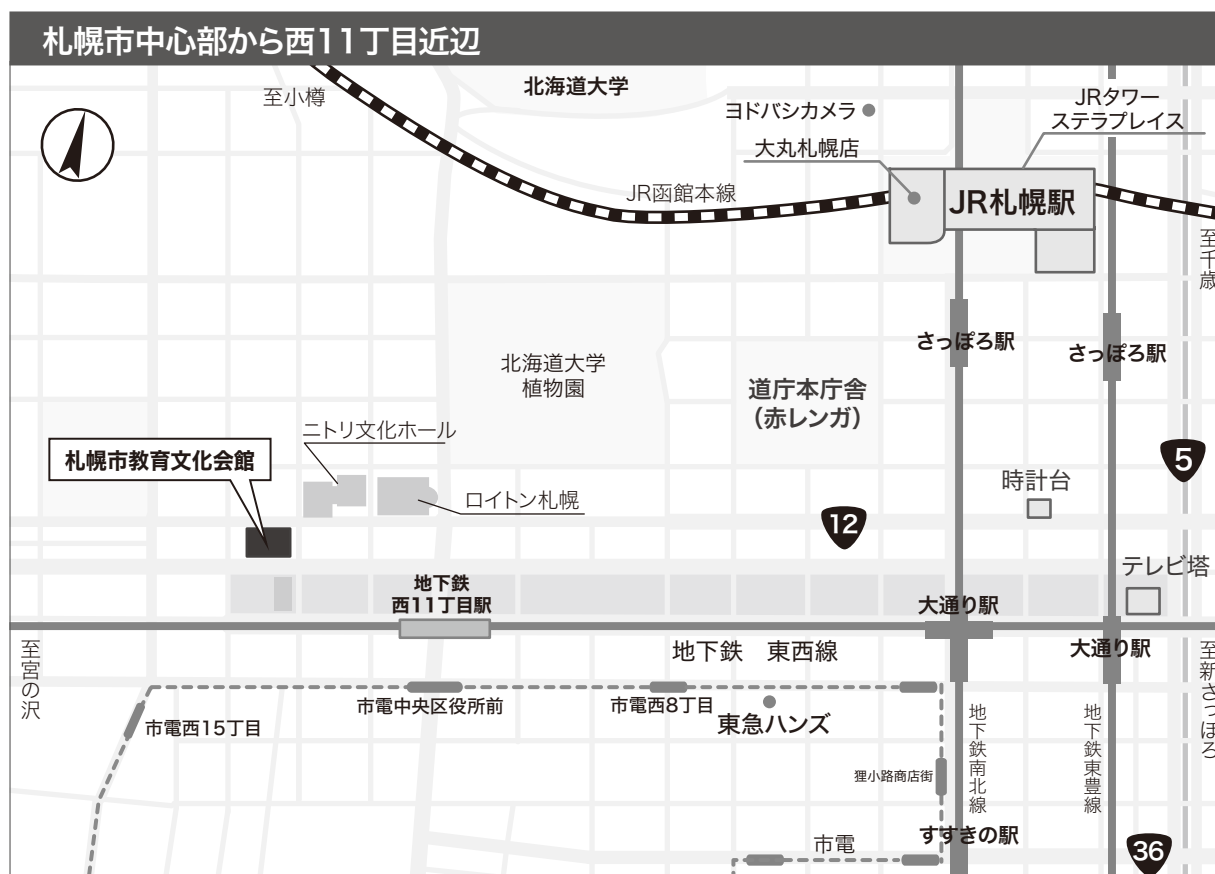 札幌市中心部から西11丁目近辺
至小樽
北海道大学
ヨドバシカメラ
JRタワー
ステラプレイス
大丸札幌店
JR函館本線
JR札幌駅
至千歳
さっぽろ駅
さっぽろ駅
北海道大学
植物園
道庁本庁舎
（赤レンガ）
ニトリ文化ホール
札幌市教育文化会館
ロイトン札幌
5
時計台
12
テレビ塔
地下鉄
西11丁目駅
大通り駅
至宮の沢
地下鉄　東西線
大通り駅
至新さっぽろ
市電西15丁目
市電中央区役所前
市電西8丁目
東急ハンズ
地下鉄南北線
地下鉄東豊線
狸小路商店街
すすきの駅
市電
36